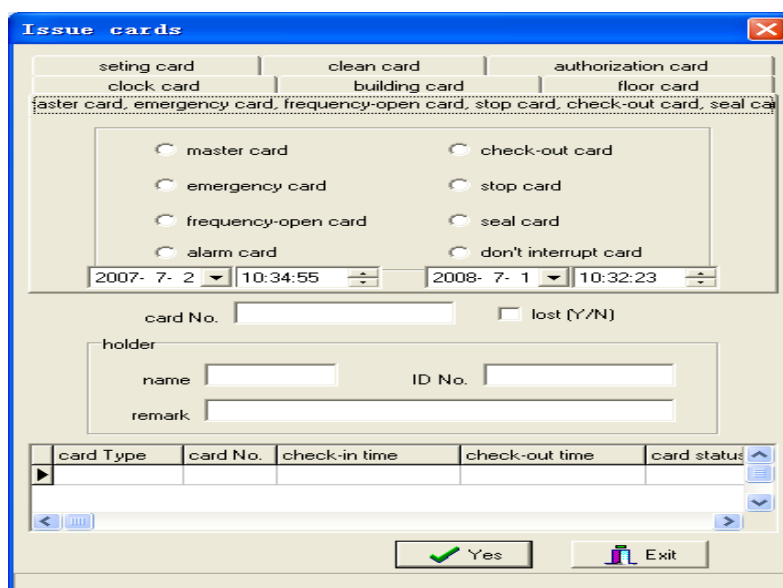 Issue cards
seting card clean card authorization card
clock card building card floor card
aster card, emergency card, frequency-open card, stop card, check-out card, seal ca
master card check-out card
emergency card stop card
frequency-open card seal card
alarm card don't interrupt card
2007- 7- 2 10:34:55 2008- 7- 1 10:32:23
card No. lost (Y/N)
holder
name ID No.
remark
card Type card No. check-in time check-out time card status
Yes Exit